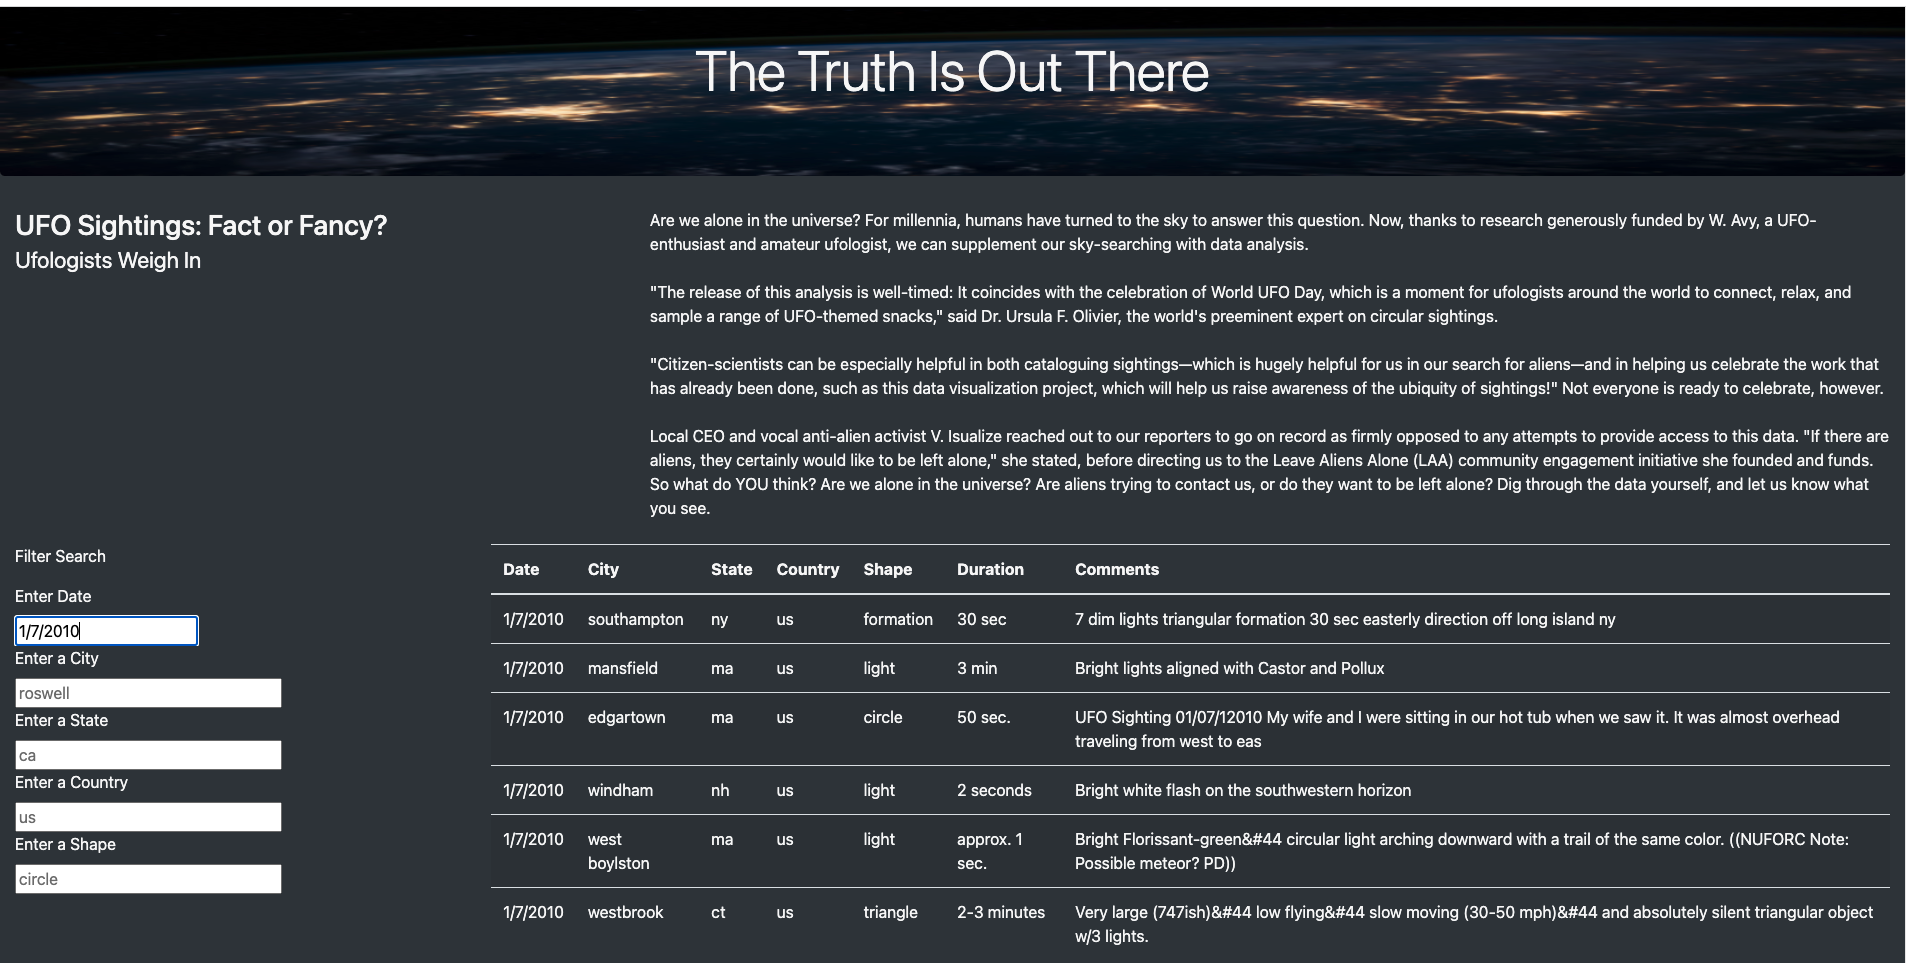 The Truth Is Out There
UFO Sightings: Fact or Fancy?
Ufologists Weigh In
Are we alone in the universe? For millennia, humans have turned to the sky to answer this question. Now, thanks to research generously funded by W. Avy, a UFO-
enthusiast and amateur ufologist, we can supplement our sky-searching with data analysis.
"The release of this analysis is well-timed: It coincides with the celebration of World UFO Day, which is a moment for ufologists around the world to connect, relax, and
sample a range of UFO-themed snacks," said Dr. Ursula F. Olivier, the world's preeminent expert on circular sightings.
"Citizen-scientists can be especially helpful in both cataloguing sightings—which is hugely helpful for us in our search for aliens—and in helping us celebrate the work that
has already been done, such as this data visualization project, which will help us raise awareness of the ubiquity of sightings!" Not everyone is ready to celebrate, however.
Local CEO and vocal anti-alien activist V. Isualize reached out to our reporters to go on record as firmly opposed to any attempts to provide access to this data. "If there are
aliens, they certainly would like to be left alone," she stated, before directing us to the Leave Aliens Alone (LAA) community engagement initiative she founded and funds.
So what do YOU think? Are we alone in the universe? Are aliens trying to contact us, or do they want to be left alone? Dig through the data yourself, and let us know what
you see.
Filter Search
Enter Date
1/7/2010
Enter a City
roswell
Enter a State
ca
Enter a Country
us
Enter a Shape
circle
Date City State Country Shape Duration Comments
1/7/2010 southampton ny us formation 30 sec 7 dim lights triangular formation 30 sec easterly direction off long island ny
1/7/2010 mansfield ma us light 3 min Bright lights aligned with Castor and Pollux
1/7/2010 edgartown ma us circle 50 sec. UFO Sighting 01/07/12010 My wife and I were sitting in our hot tub when we saw it. It was almost overhead
traveling from west to eas
1/7/2010 windham nh us light 2 seconds Bright white flash on the southwestern horizon
1/7/2010 west ma us light approx. 1 Bright Florissant-green&#44 circular light arching downward with a trail of the same color. ((NUFORC Note:
boylston sec. Possible meteor? PD))
1/7/2010 westbrook ct us triangle 2-3 minutes Very large (747ish)&#44 low flying&#44 slow moving (30-50 mph)&#44 and absolutely silent triangular object
w/3 lights.